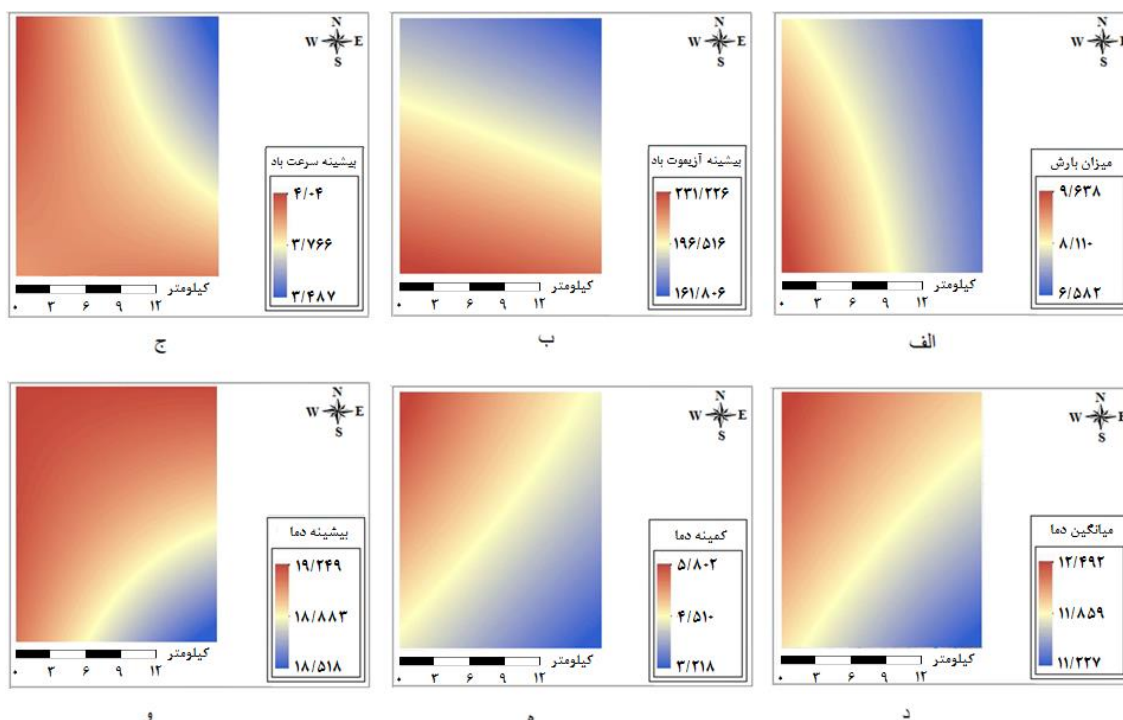 N
W E
S
میزان بارش
۹/۶۳۸
۸/۱۱۰
۶/۵۸۲
کیلومتر
۰ ۳ ۶ ۹ ۱۲
الف
N
W E
S
بیشینه آزیموت باد
۲۳۱/۲۲۶
۱۹۶/۵۱۶
۱۶۱/۸۰۶
کیلومتر
۰ ۳ ۶ ۹ ۱۲
ب
N
W E
S
بیشینه سرعت باد
۴/۰۴
۳/۷۶۶
۳/۴۸۷
کیلومتر
۰ ۳ ۶ ۹ ۱۲
ج
N
W E
S
میانگین دما
۱۲/۴۹۲
۱۱/۸۵۹
۱۱/۲۲۷
کیلومتر
۰ ۳ ۶ ۹ ۱۲
د
N
W E
S
کمینه دما
۵/۸۰۲
۴/۵۱۰
۳/۲۱۸
کیلومتر
۰ ۳ ۶ ۹ ۱۲
ه
N
W E
S
بیشینه دما
۱۹/۲۴۹
۱۸/۸۸۳
۱۸/۵۱۸
کیلومتر
۰ ۳ ۶ ۹ ۱۲
و